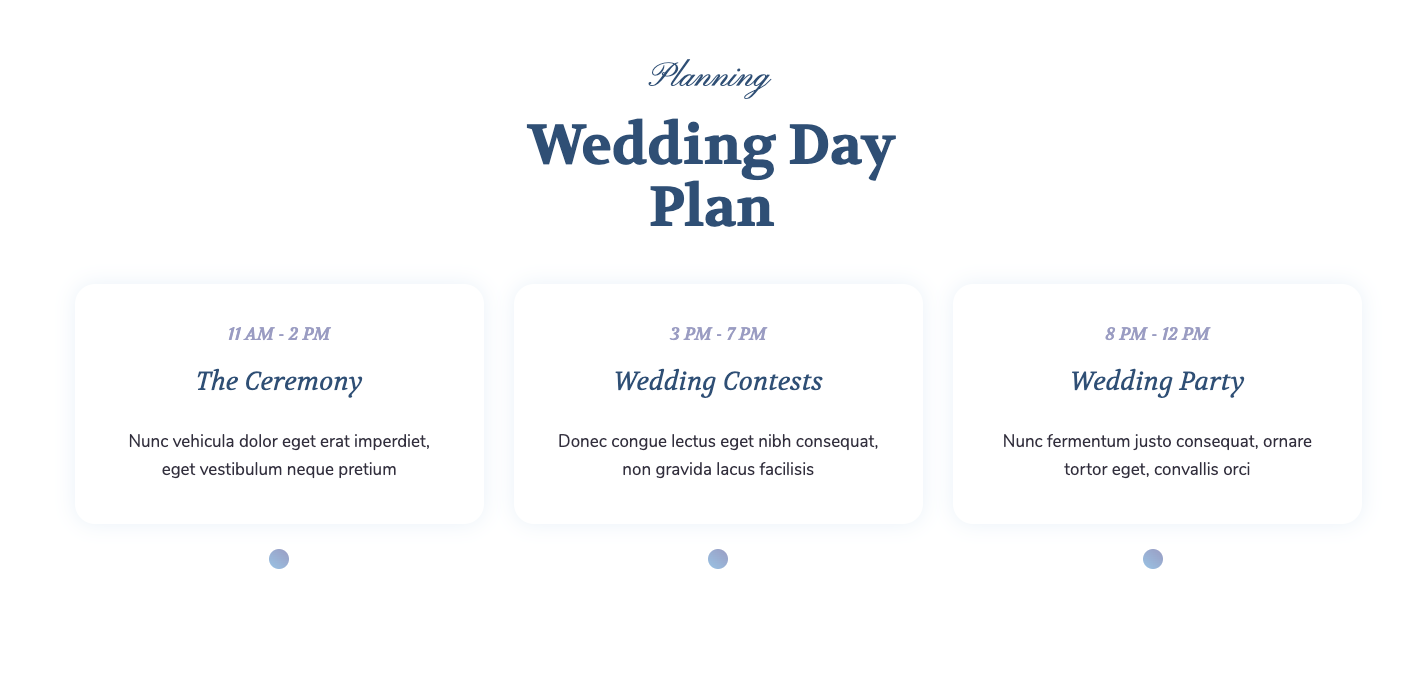 Planning
Wedding Day
Plan
11 AM - 2 PM
The Ceremony
Nunc vehicula dolor eget erat imperdiet,
eget vestibulum neque pretium
3 PM - 7 PM
Wedding Contests
Donec congue lectus eget nibh consequat,
non gravida lacus facilisis
8 PM - 12 PM
Wedding Party
Nunc fermentum justo consequat, ornare
tortor eget, convallis orci